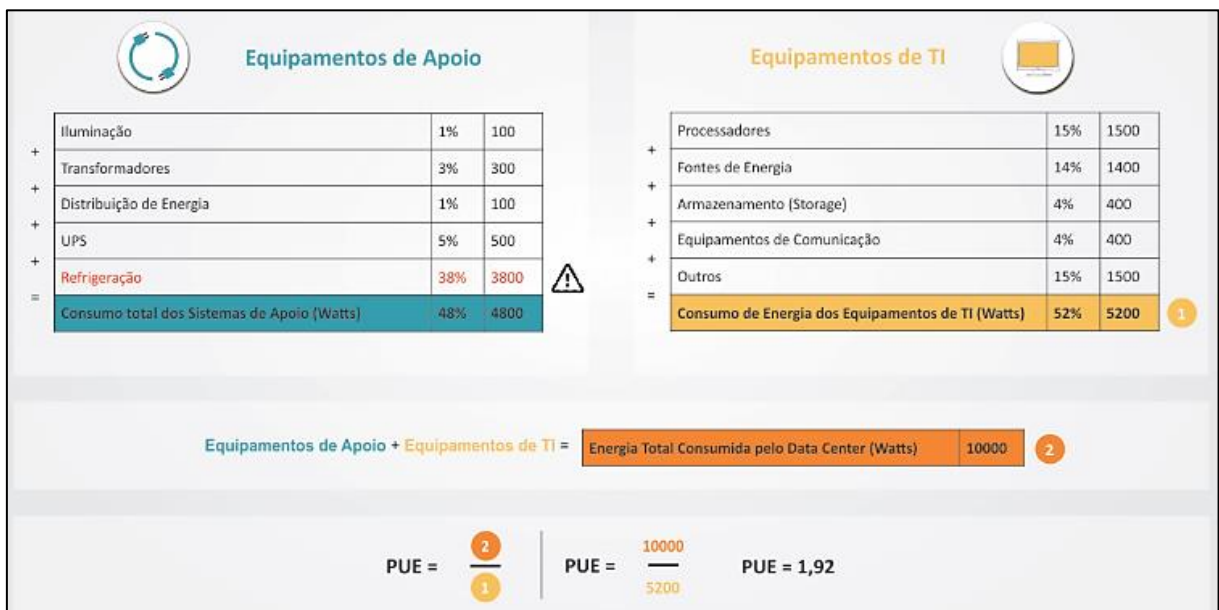 Equipamentos de Apoio
+ Iluminação 1% 100
+ Transformadores 3% 300
+ Distribuição de Energia 1% 100
+ UPS 5% 500
Refrigeração 38% 3800
= Consumo total dos Sistemas de Apoio (Watts) 48% 4800
Equipamentos de TI
+ Processadores 15% 1500
+ Fontes de Energia 14% 1400
+ Armazenamento (Storage) 4% 400
+ Equipamentos de Comunicação 4% 400
Outros 15% 1500
= Consumo de Energia dos Equipamentos de TI (Watts) 52% 5200 1
Equipamentos de Apoio + Equipamentos de TI = Energia Total Consumida pelo Data Center (Watts) 10000 2
PUE = 2 / 1
PUE = 10000 / 5200
PUE = 1,92